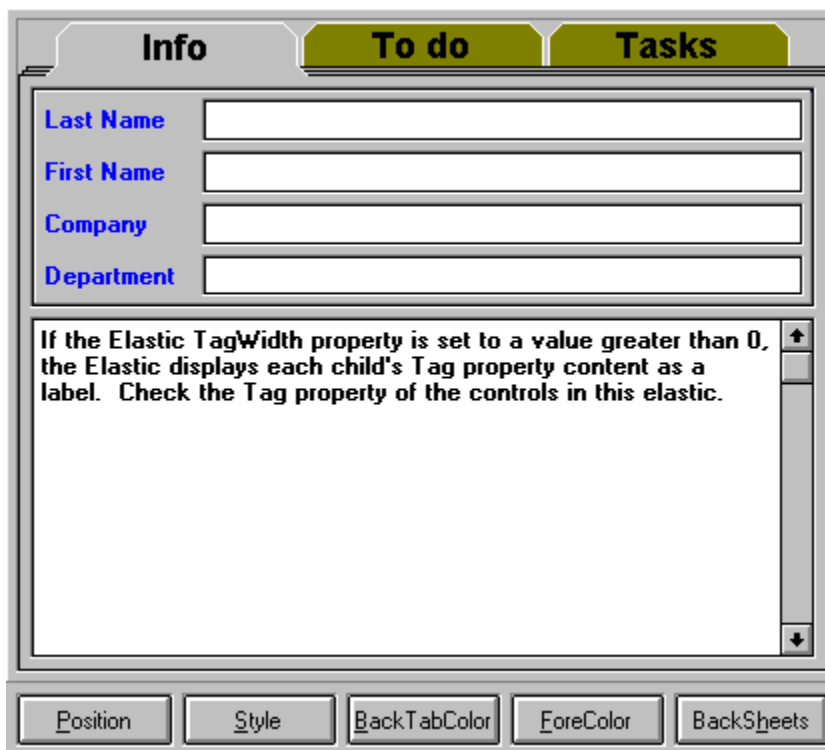 Info To do Tasks
Last Name
First Name
Company
Department
If the Elastic TagWidth property is set to a value greater than 0,
the Elastic displays each child's Tag property content as a
label.  Check the Tag property of the controls in this elastic.
Position Style BackTabColor ForeColor BackSheets